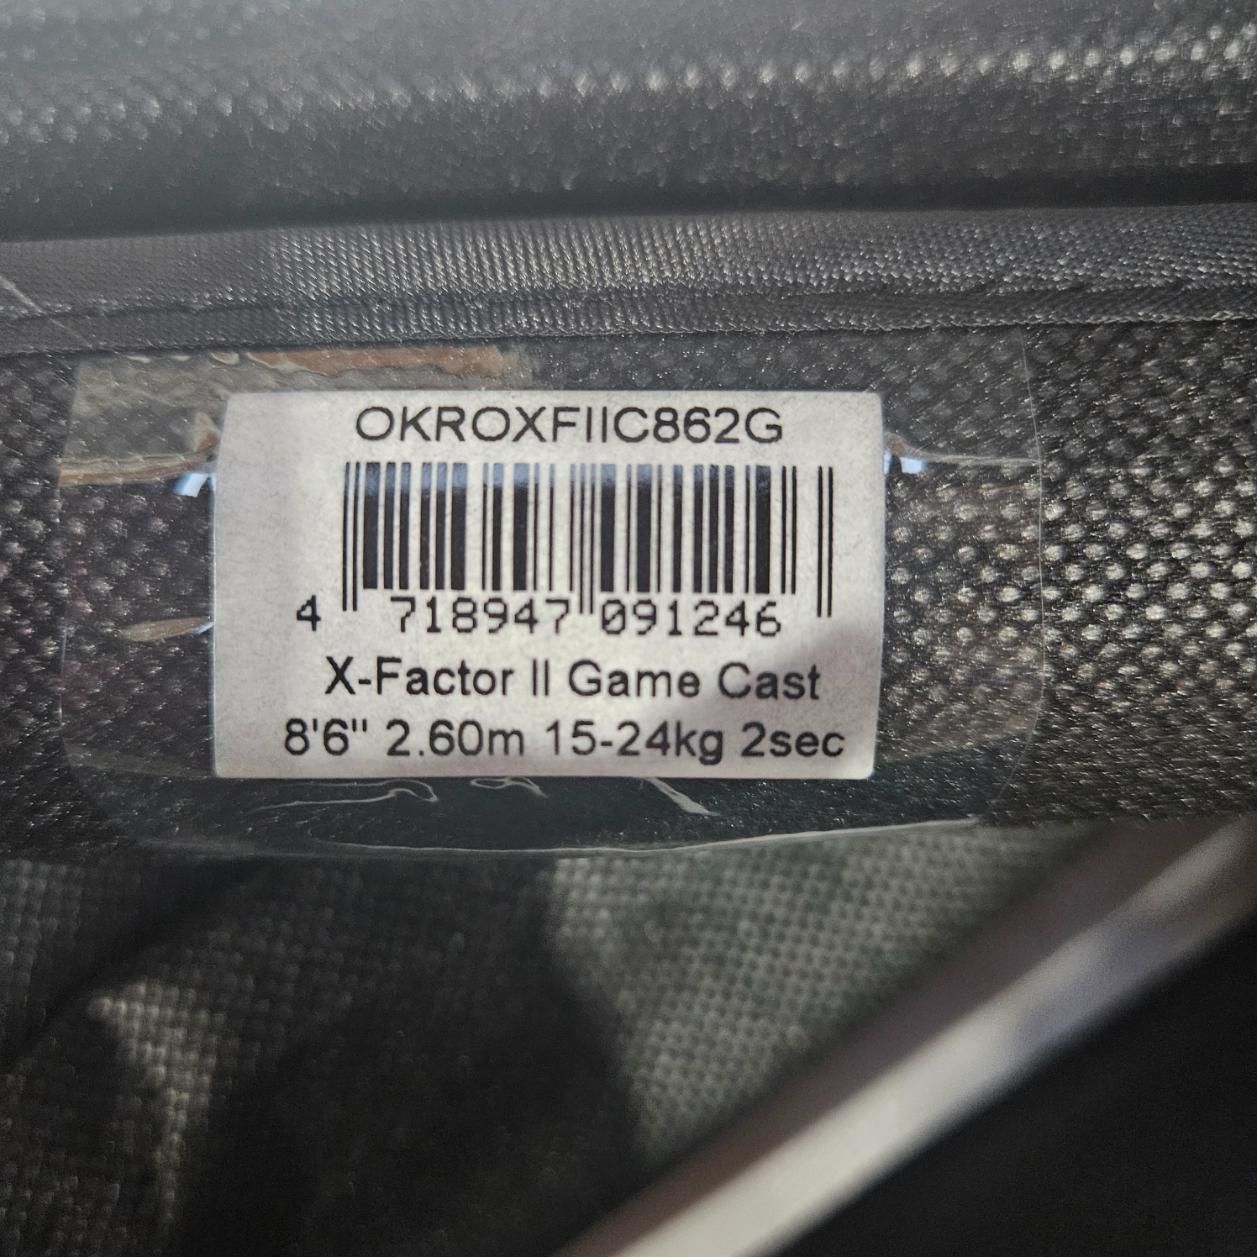 OKROXFIIC862G
4 718947 091246
X-Factor II Game Cast
8'6" 2.60m 15-24kg 2sec